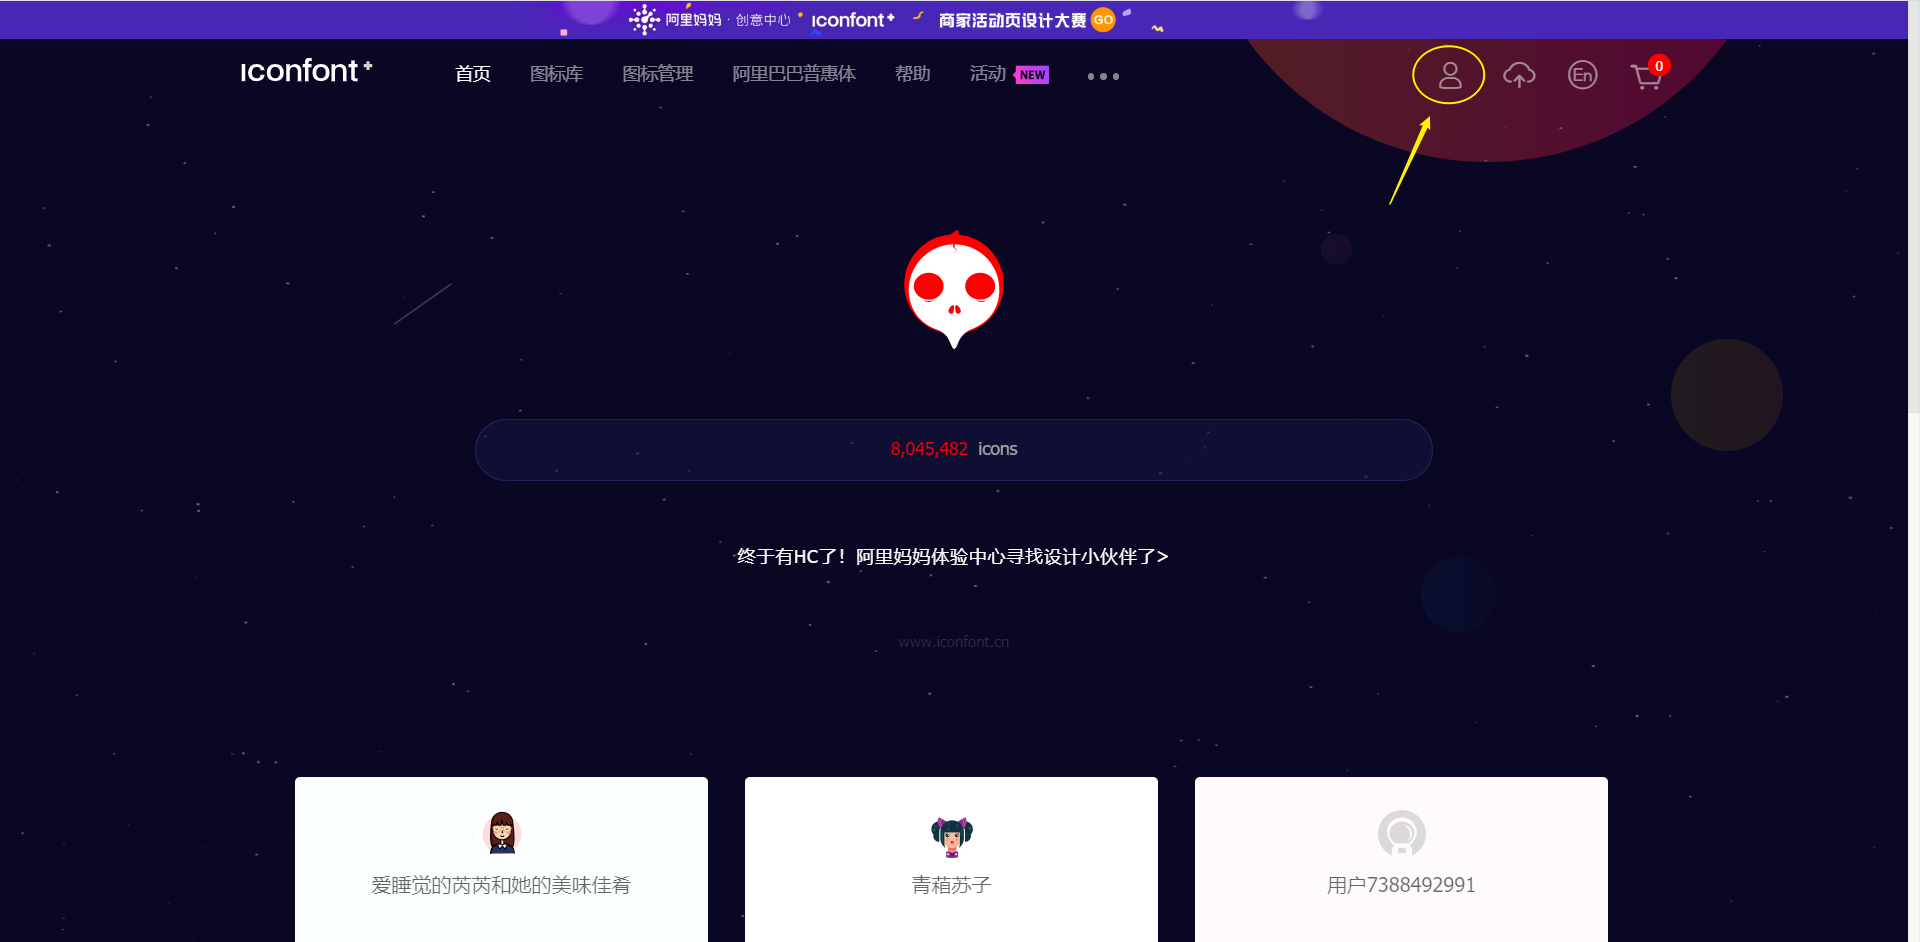 阿里妈妈 · 创意中心 iconfont+ 商家活动页设计大赛 GO
iconfont+ 首页 图标库 图标管理 阿里巴巴普惠体 帮助 活动 NEW ••• En 0
8,045,482 icons
终于有HC了！阿里妈妈体验中心寻找设计小伙伴了>
www.iconfont.cn
爱睡觉的芮芮和她的美味佳肴 青葙苏子 用户7388492991